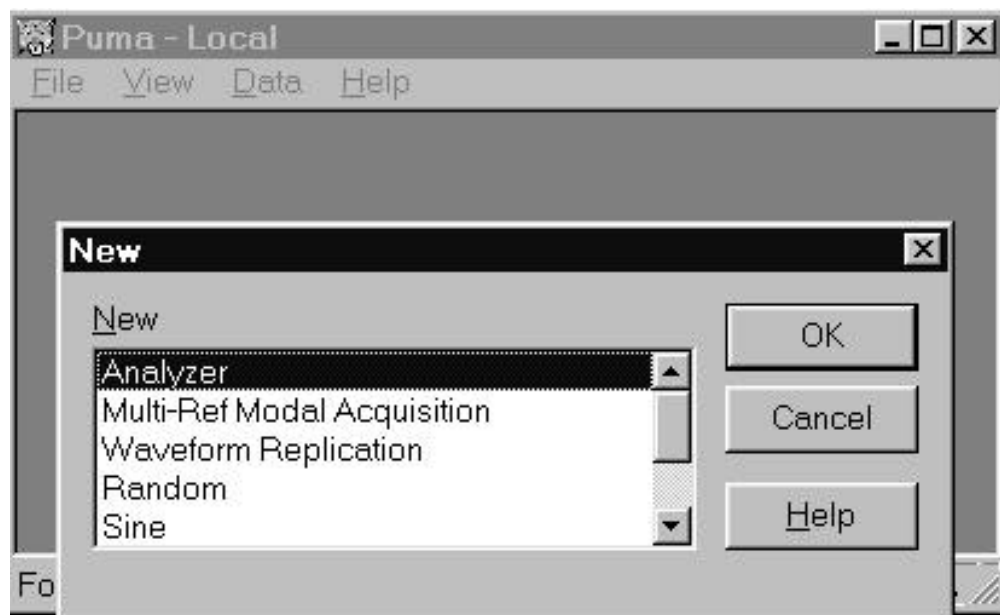 Puma - Local
File View Data Help
New
New
Analyzer
Multi-Ref Modal Acquisition
Waveform Replication
Random
Sine
OK
Cancel
Help
Fo